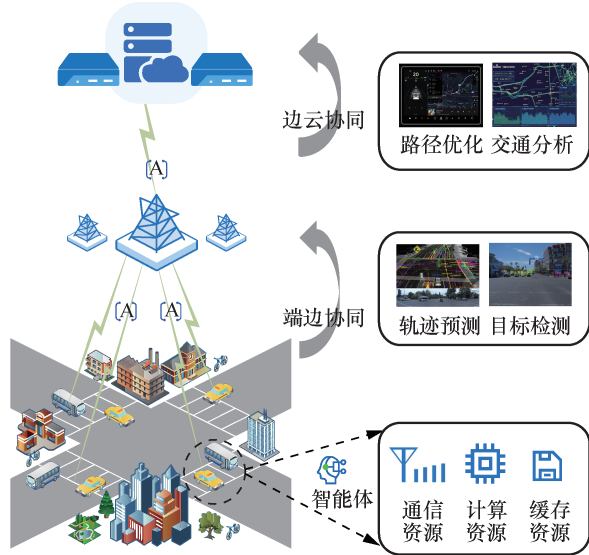 边云协同
路径优化 交通分析
A
端边协同
轨迹预测 目标检测
A A
智能体
通信资源
计算资源
缓存资源